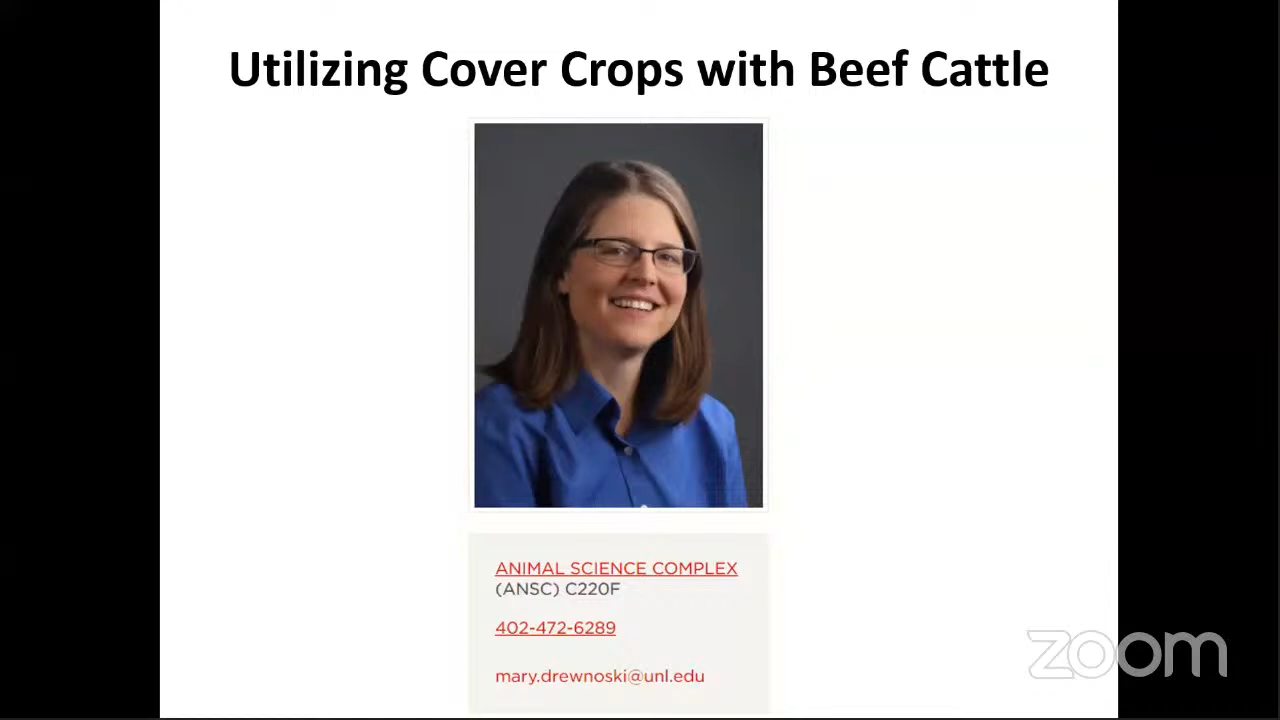 Utilizing Cover Crops with Beef Cattle
ANIMAL SCIENCE COMPLEX
(ANSC) C220F
402-472-6289
mary.drewnoski@unl.edu
zoom